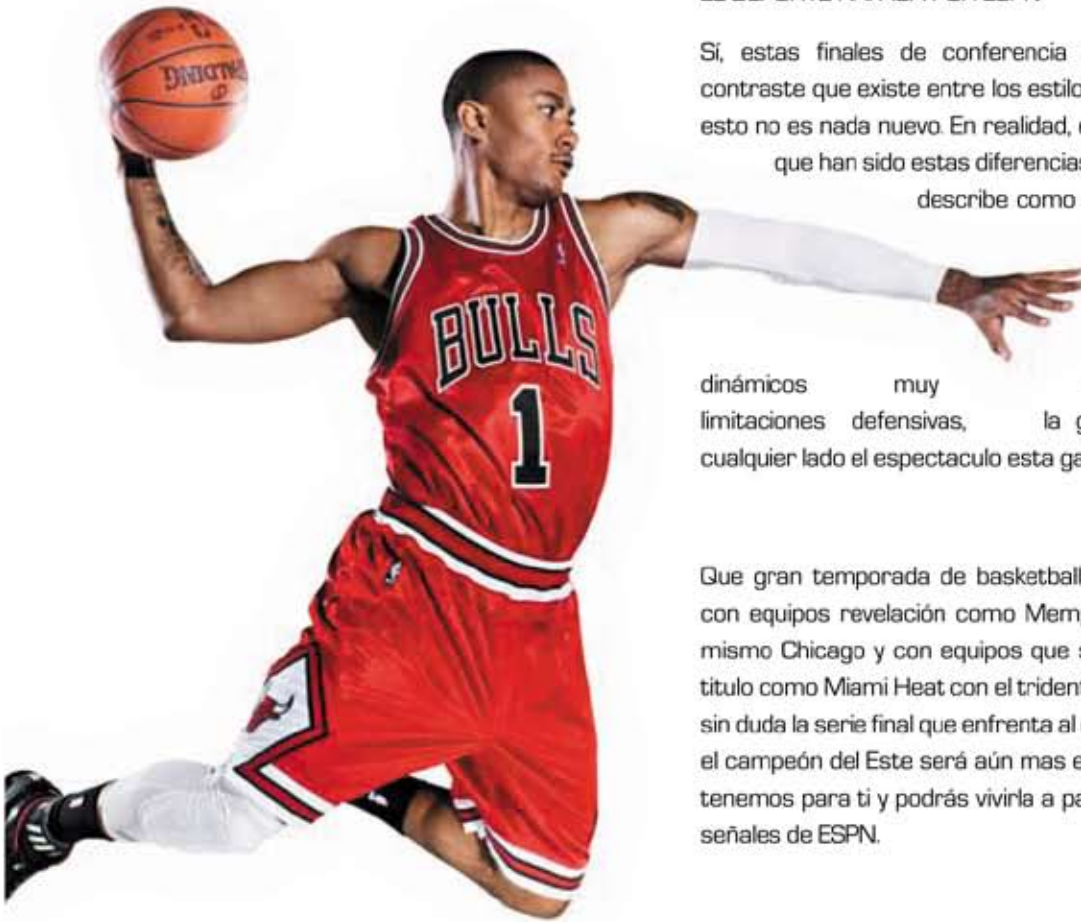 Sí, estas finales de conferencia
contraste que existe entre los estilo
esto no es nada nuevo. En realidad,
que han sido estas diferencias
describe como
dinámicos muy
limitaciones defensivas, la g
cualquier lado el espectaculo esta ga
Que gran temporada de basketball
con equipos revelación como Mem
mismo Chicago y con equipos que s
titulo como Miami Heat con el trident
sin duda la serie final que enfrenta al
el campeón del Este será aún mas e
tenemos para ti y podrás vivirla a pa
señales de ESPN.
SPALDING
BULLS
1